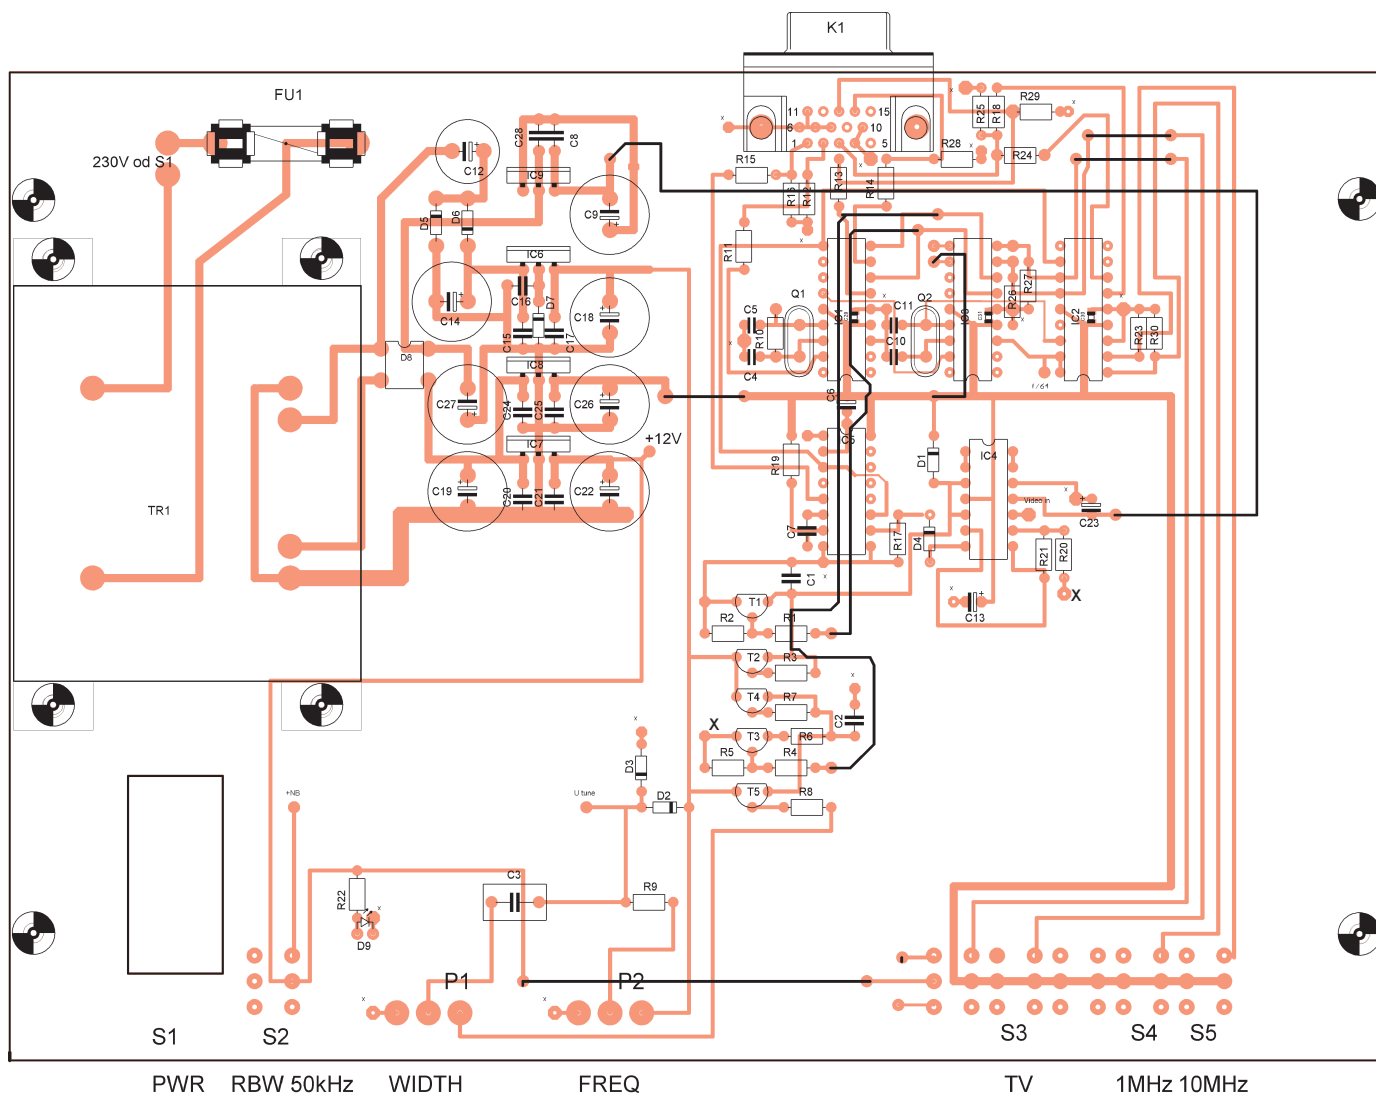 K1
FU1
230V od S1
11
15
6
10
1
5
R25
R18
R29
R28
R24
C28
C8
C12
IC9
R15
R16
R12
R13
R14
D5
D6
C9
R11
IC6
C16
D7
C14
C15
C17
C18
C5
Q1
R10
C4
IC1
C11
Q2
C10
IC3
R26
R27
IC2
R23
R30
D8
IC8
C27
C24
C25
C26
C6
+12V
IC7
R19
IC5
D1
IC4
C19
C20
C21
C22
Video in
C23
TR1
C7
R17
D4
R21
R20
C1
X
T1
C13
R2
R1
T2
R3
T4
R7
C2
X
T3
R6
R5
R4
D3
T5
R8
+NB
U tune
D2
R22
C3
R9
D9
P1
P2
S1
S2
S3
S4
S5
PWR
RBW 50kHz
WIDTH
FREQ
TV
1MHz 10MHz